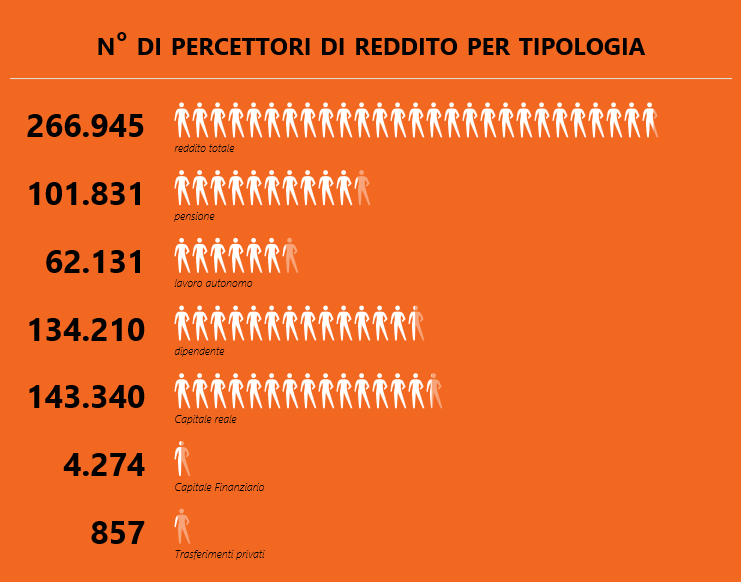 N° DI PERCETTORI DI REDDITO PER TIPOLOGIA
266.945
reddito totale
101.831
pensione
62.131
lavoro autonomo
134.210
dipendente
143.340
Capitale reale
4.274
Capitale Finanziario
857
Trasferimenti privati